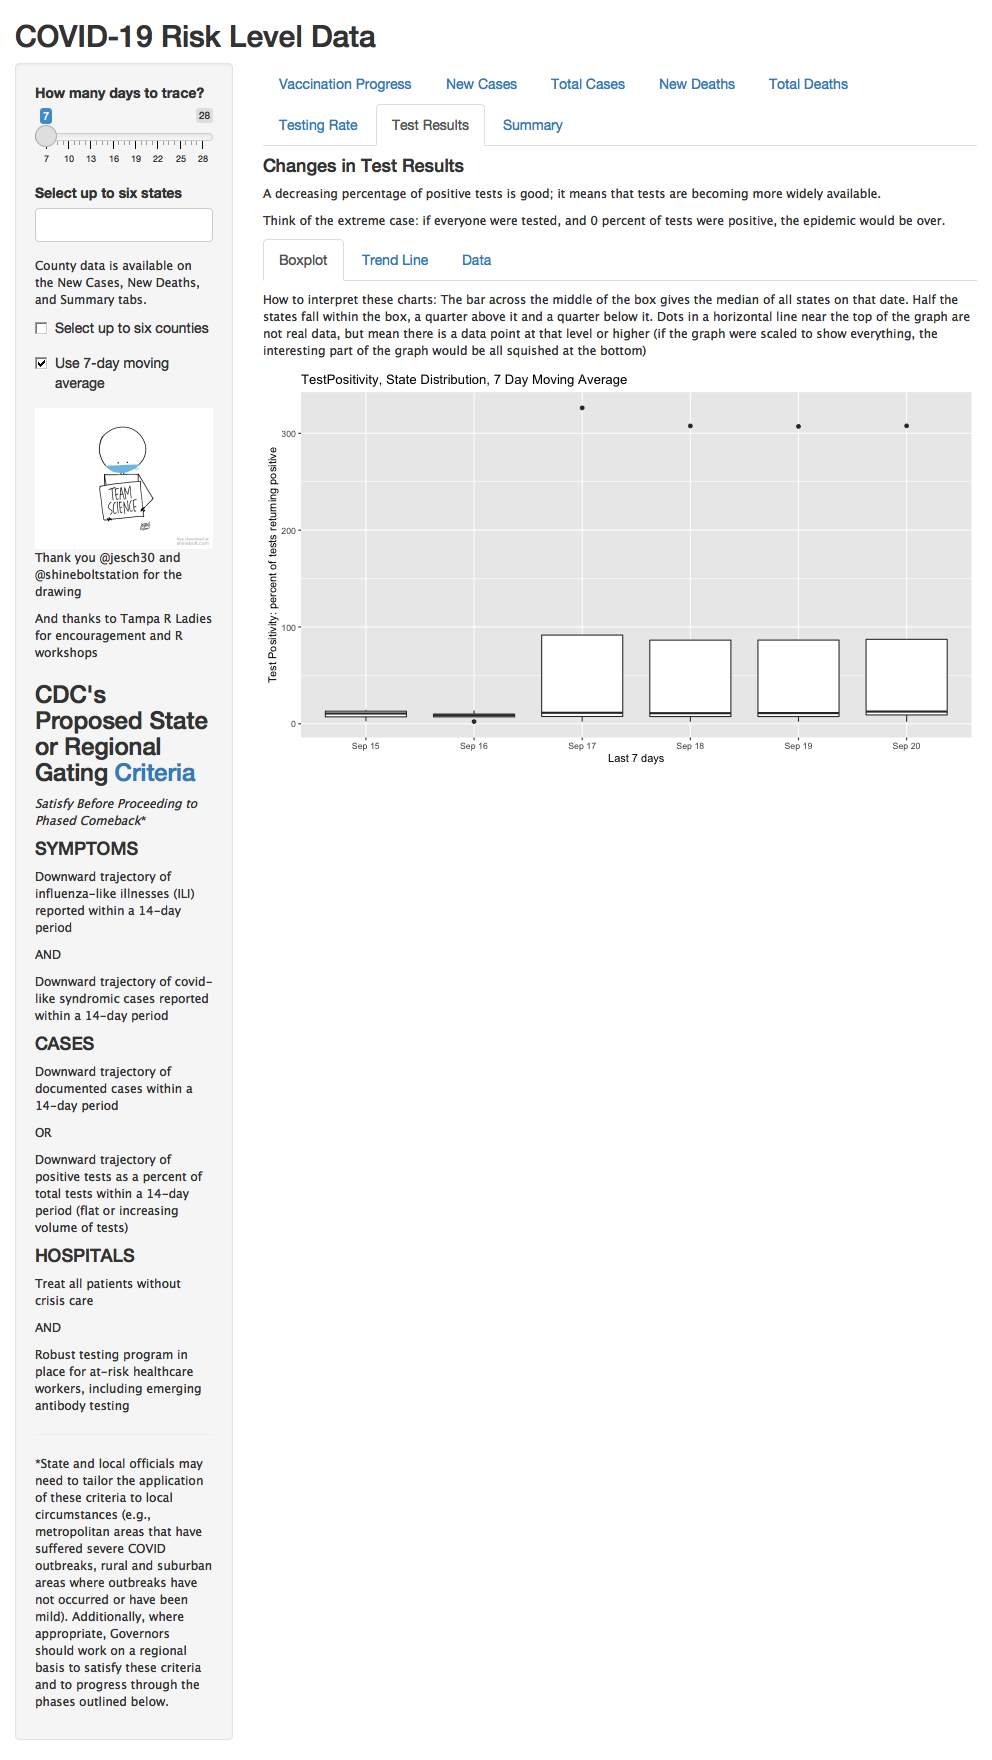 COVID-19 Risk Level Data
How many days to trace?
7
28
7 10 13 16 19 22 25 28
Select up to six states
County data is available on
the New Cases, New Deaths,
and Summary tabs.
Select up to six counties
Use 7-day moving
average
TEAM
SCIENCE
Thank you @jesch30 and
@shineboltstation for the
drawing
And thanks to Tampa R Ladies
for encouragement and R
workshops
CDC's
Proposed State
or Regional
Gating Criteria
Satisfy Before Proceeding to
Phased Comeback*
SYMPTOMS
Downward trajectory of
influenza-like illnesses (ILI)
reported within a 14-day
period
AND
Downward trajectory of covid-
like syndromic cases reported
within a 14-day period
CASES
Downward trajectory of
documented cases within a
14-day period
OR
Downward trajectory of
positive tests as a percent of
total tests within a 14-day
period (flat or increasing
volume of tests)
HOSPITALS
Treat all patients without
crisis care
AND
Robust testing program in
place for at-risk healthcare
workers, including emerging
antibody testing
*State and local officials may
need to tailor the application
of these criteria to local
circumstances (e.g.,
metropolitan areas that have
suffered severe COVID
outbreaks, rural and suburban
areas where outbreaks have
not occurred or have been
mild). Additionally, where
appropriate, Governors
should work on a regional
basis to satisfy these criteria
and to progress through the
phases outlined below.
Vaccination Progress New Cases Total Cases New Deaths Total Deaths
Testing Rate Test Results Summary
Changes in Test Results
A decreasing percentage of positive tests is good; it means that tests are becoming more widely available.
Think of the extreme case: if everyone were tested, and 0 percent of tests were positive, the epidemic would be over.
Boxplot Trend Line Data
How to interpret these charts: The bar across the middle of the box gives the median of all states on that date. Half the
states fall within the box, a quarter above it and a quarter below it. Dots in a horizontal line near the top of the graph are
not real data, but mean there is a data point at that level or higher (if the graph were scaled to show everything, the
interesting part of the graph would be all squished at the bottom)
TestPositivity, State Distribution, 7 Day Moving Average
Test Positivity: percent of tests returning positive
300
200
100
0
Sep 15 Sep 16 Sep 17 Sep 18 Sep 19 Sep 20
Last 7 days